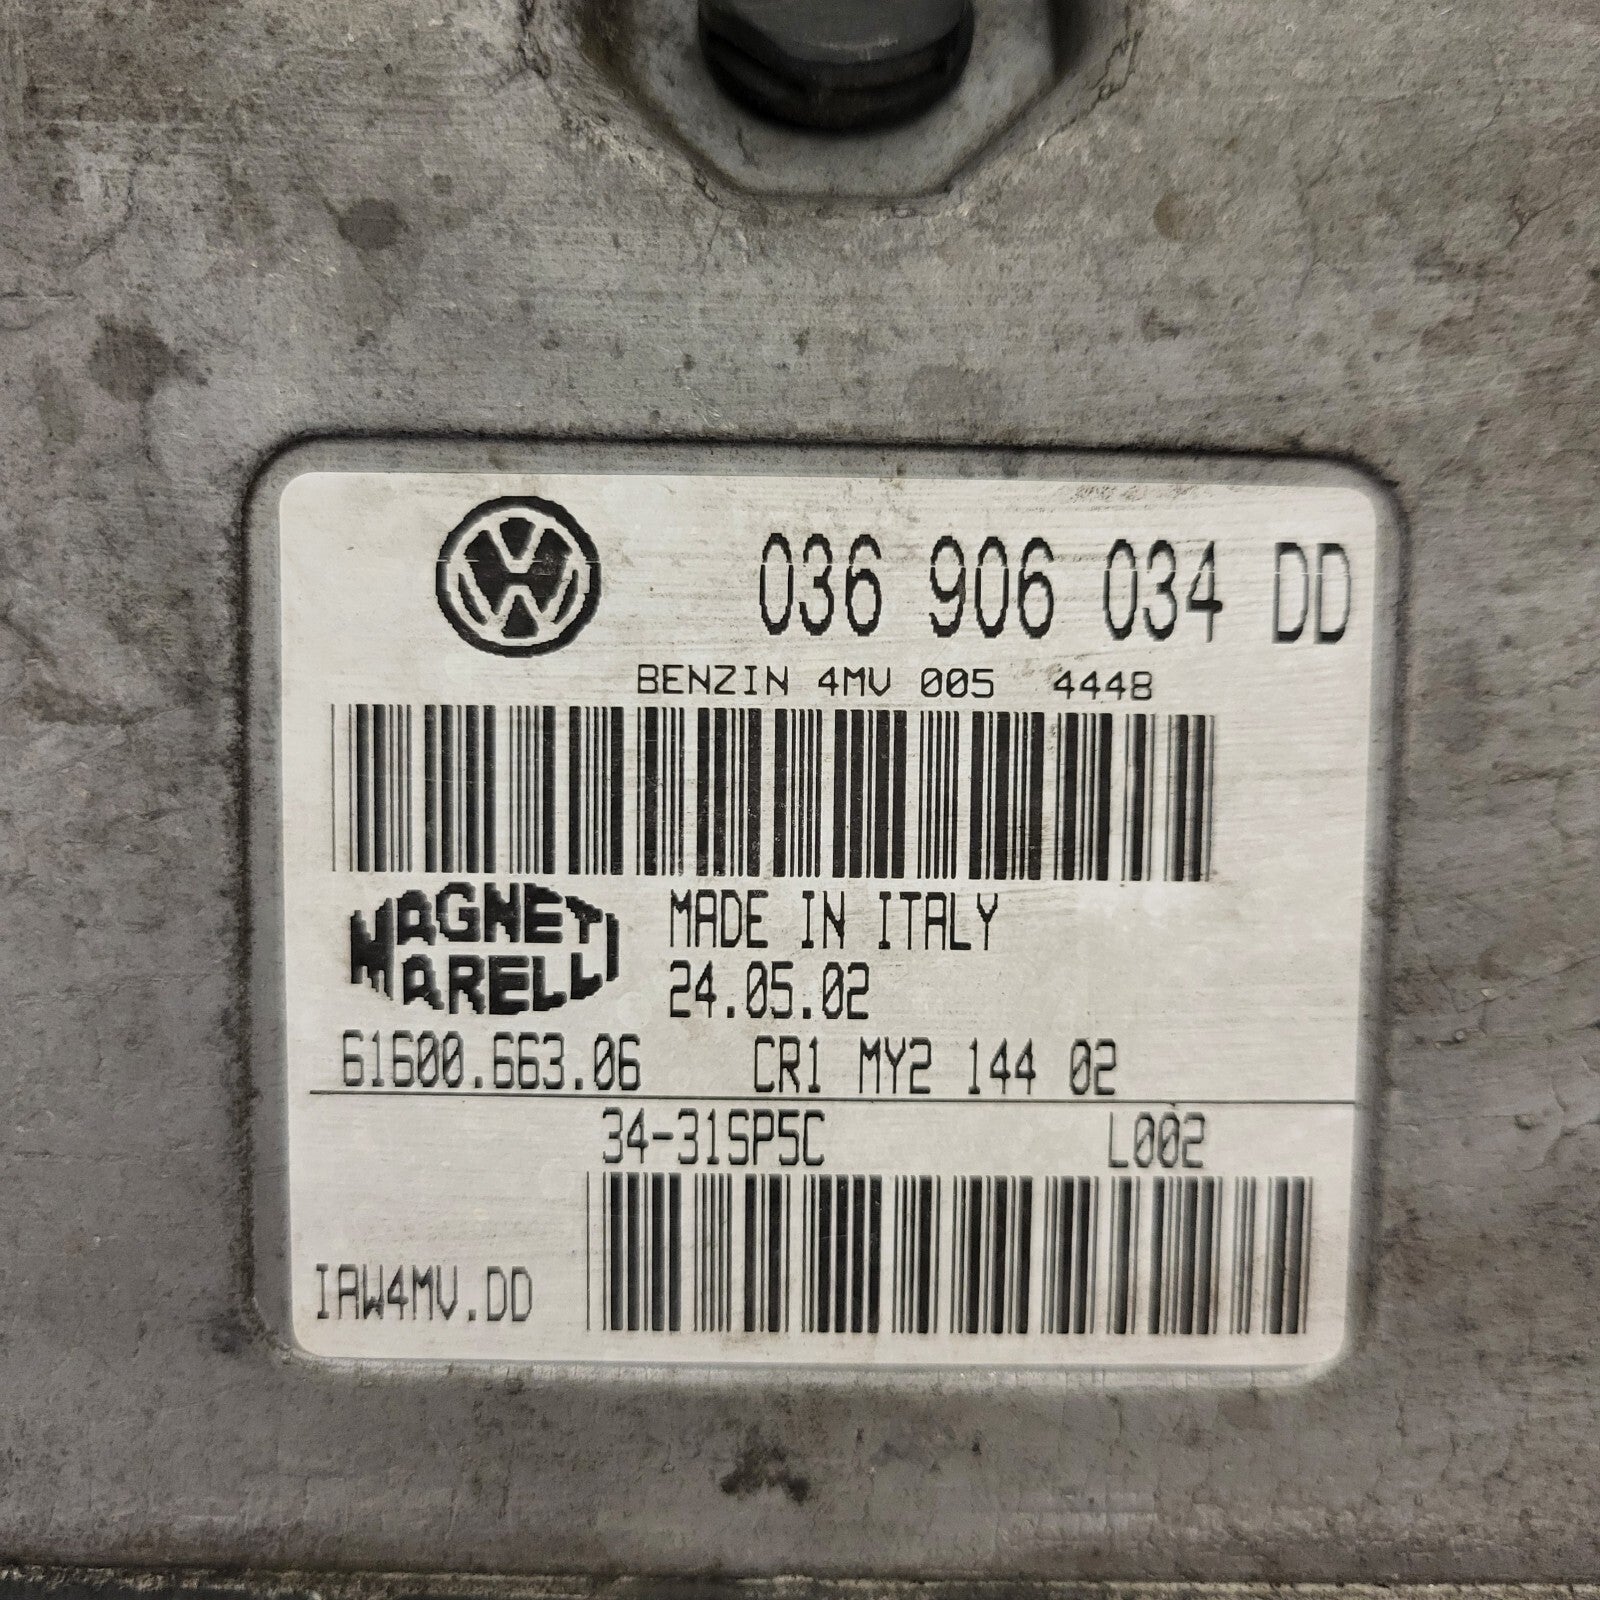 036 906 034 DD
BENZIN 4MV 005 4448
MAGNETI MARELLI
MADE IN ITALY
24.05.02
61600.663.06 CR1 MY2 144 02
34-31SP5C L002
IAW4MV.DD